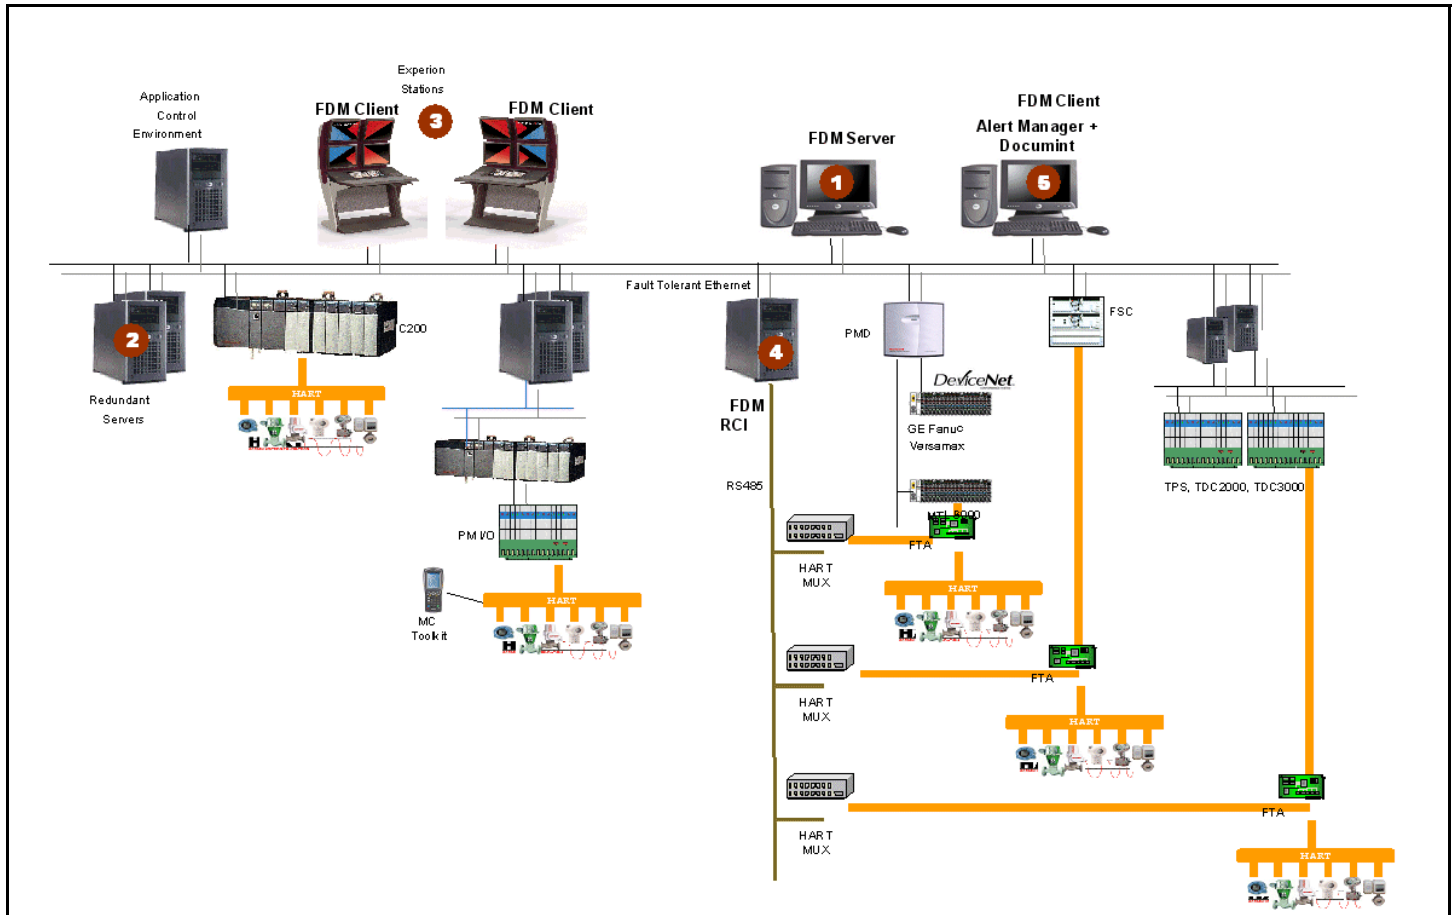 Experion
Stations
Application
Control
Environment
FDM Client
3
FDM Client
FDM Server
1
FDM Client
Alert Manager +
Documint
5
Fault Tolerant Ethernet
2
Redundant
Servers
C200
HART
4
FDM
RCI
PMD
DeviceNet
GE Fanuc
Versamax
FSC
TPS, TDC2000, TDC3000
RS485
PM I/O
MC
Toolkit
HART
FTA
HART
MUX
HART
FTA
HART
MUX
HART
FTA
HART
MUX
HART